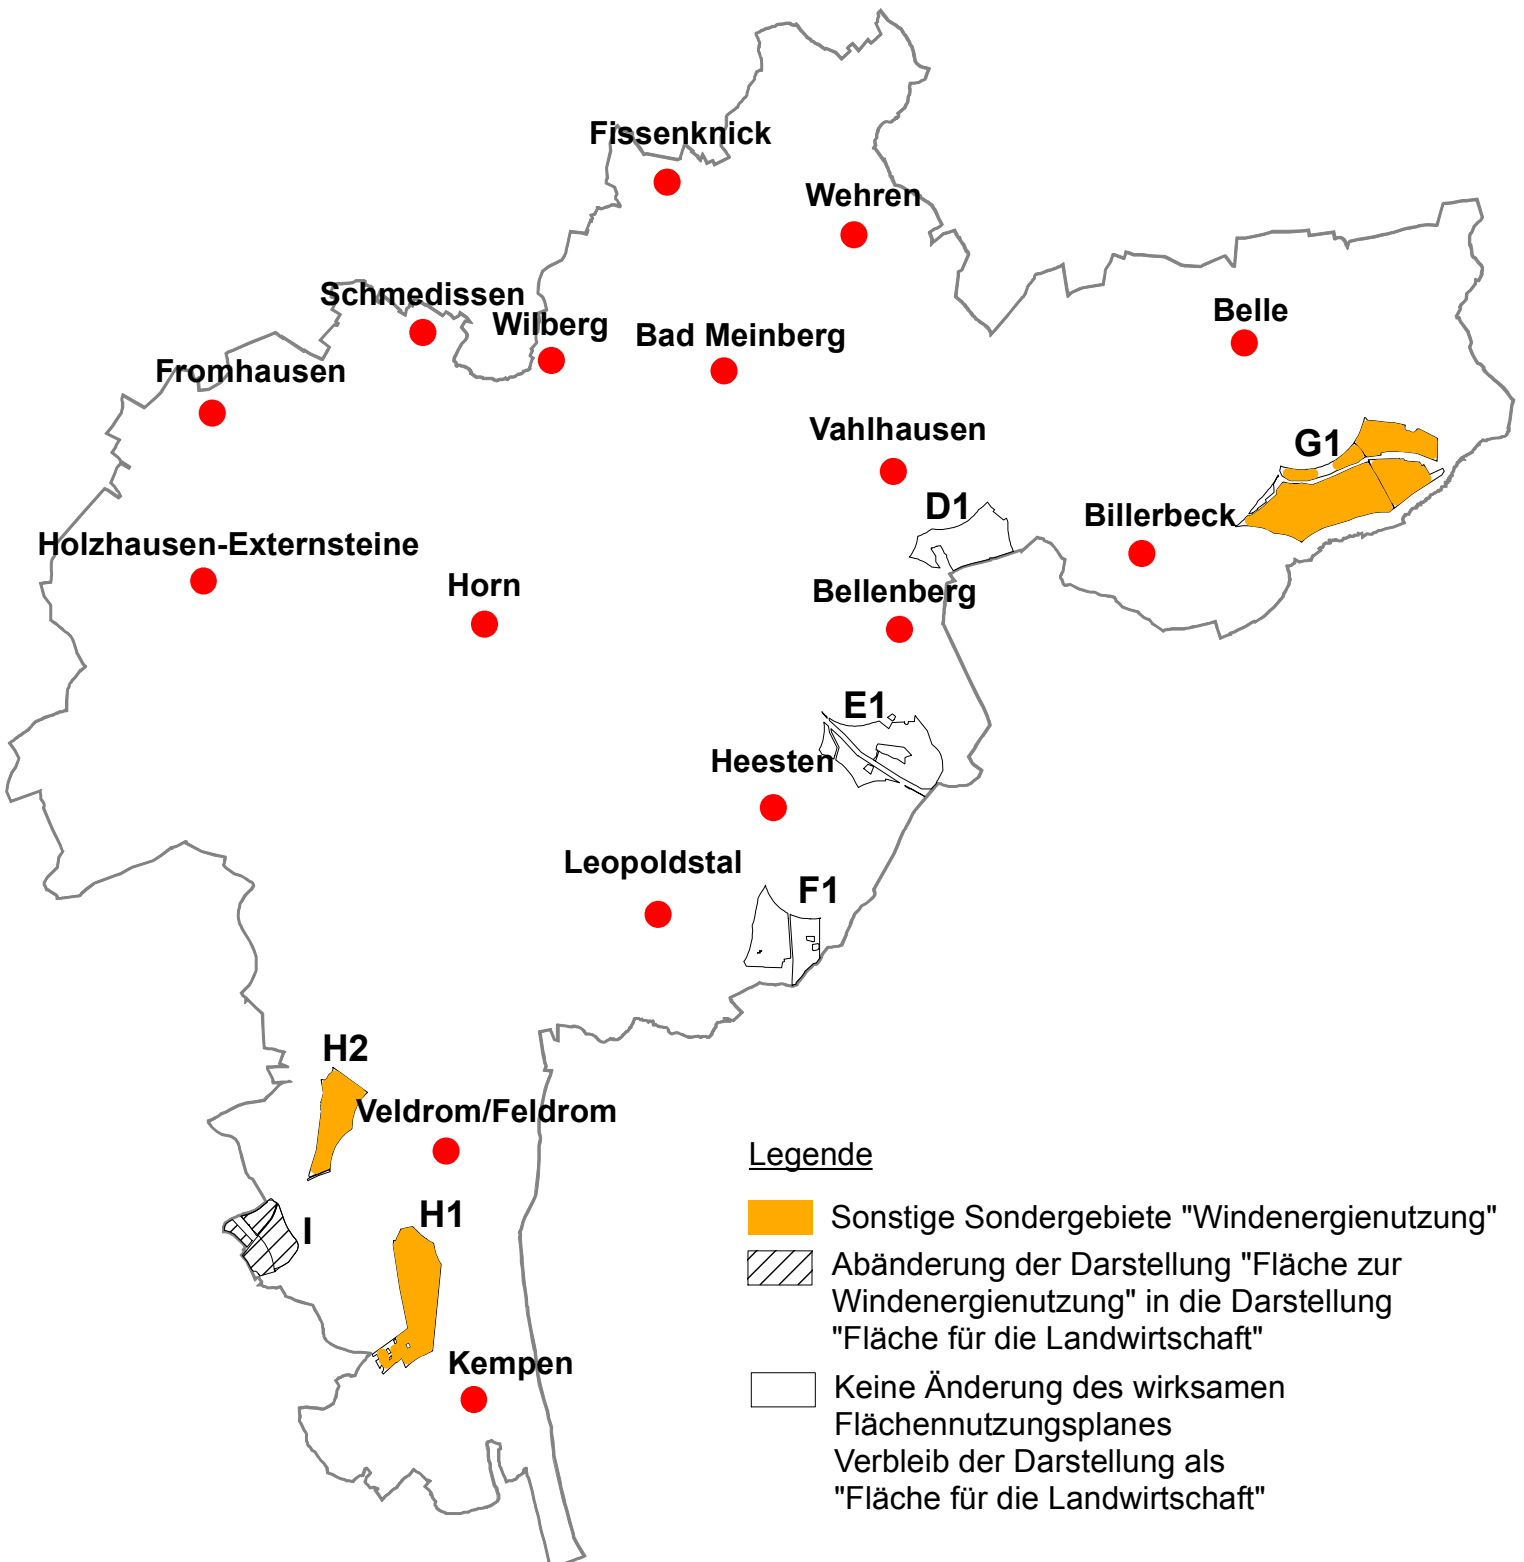 Fissenknick
Wehren
Schmedissen
Wilberg
Bad Meinberg
Belle
Fromhausen
Vahlhausen
G1
D1
Billerbeck
Holzhausen-Externsteine
Horn
Bellenberg
E1
Heesten
Leopoldstal
F1
H2
Veldrom/Feldrom
I
H1
Kempen
Legende
Sonstige Sondergebiete "Windenergienutzung"
Abänderung der Darstellung "Fläche zur
Windenergienutzung" in die Darstellung
"Fläche für die Landwirtschaft"
Keine Änderung des wirksamen
Flächennutzungsplanes
Verbleib der Darstellung als
"Fläche für die Landwirtschaft"